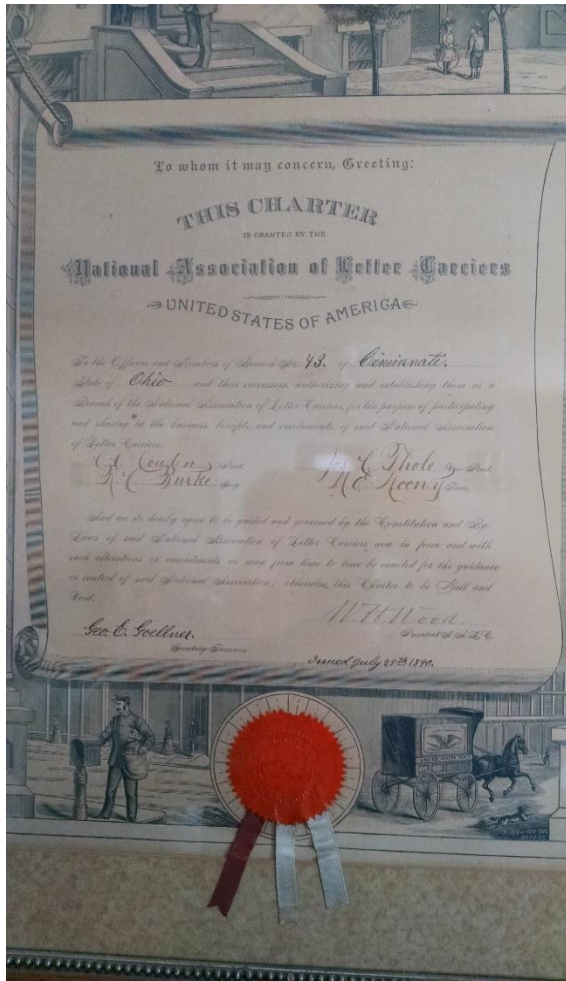 To whom it may concern, Greeting:
THIS CHARTER
IS GRANTED BY THE
National Association of Letter Carriers
UNITED STATES OF AMERICA
To the Officers and Members of Branch No. 43. of Cincinnati.
State of Ohio and their successors, authorizing and establishing them as a
Branch of the National Association of Letter Carriers, for the purpose of participating
and sharing in the business, benefits, and emoluments of said National Association
of Letter Carriers.
Pres't Thole Vice Pres't
Burke Sec'y
And we do hereby agree to be guided and governed by the Constitution and By-
Laws of said National Association of Letter Carriers now in force and with
such alterations or amendments as may from time to time be enacted for the guidance
or control of said National Association; otherwise, this Charter to be Null and
Void.
W. H. Wood.
Geo. E. Goellner. President N. A. L. C.
Secretary-Treasurer.
Issued July 25th 1890.